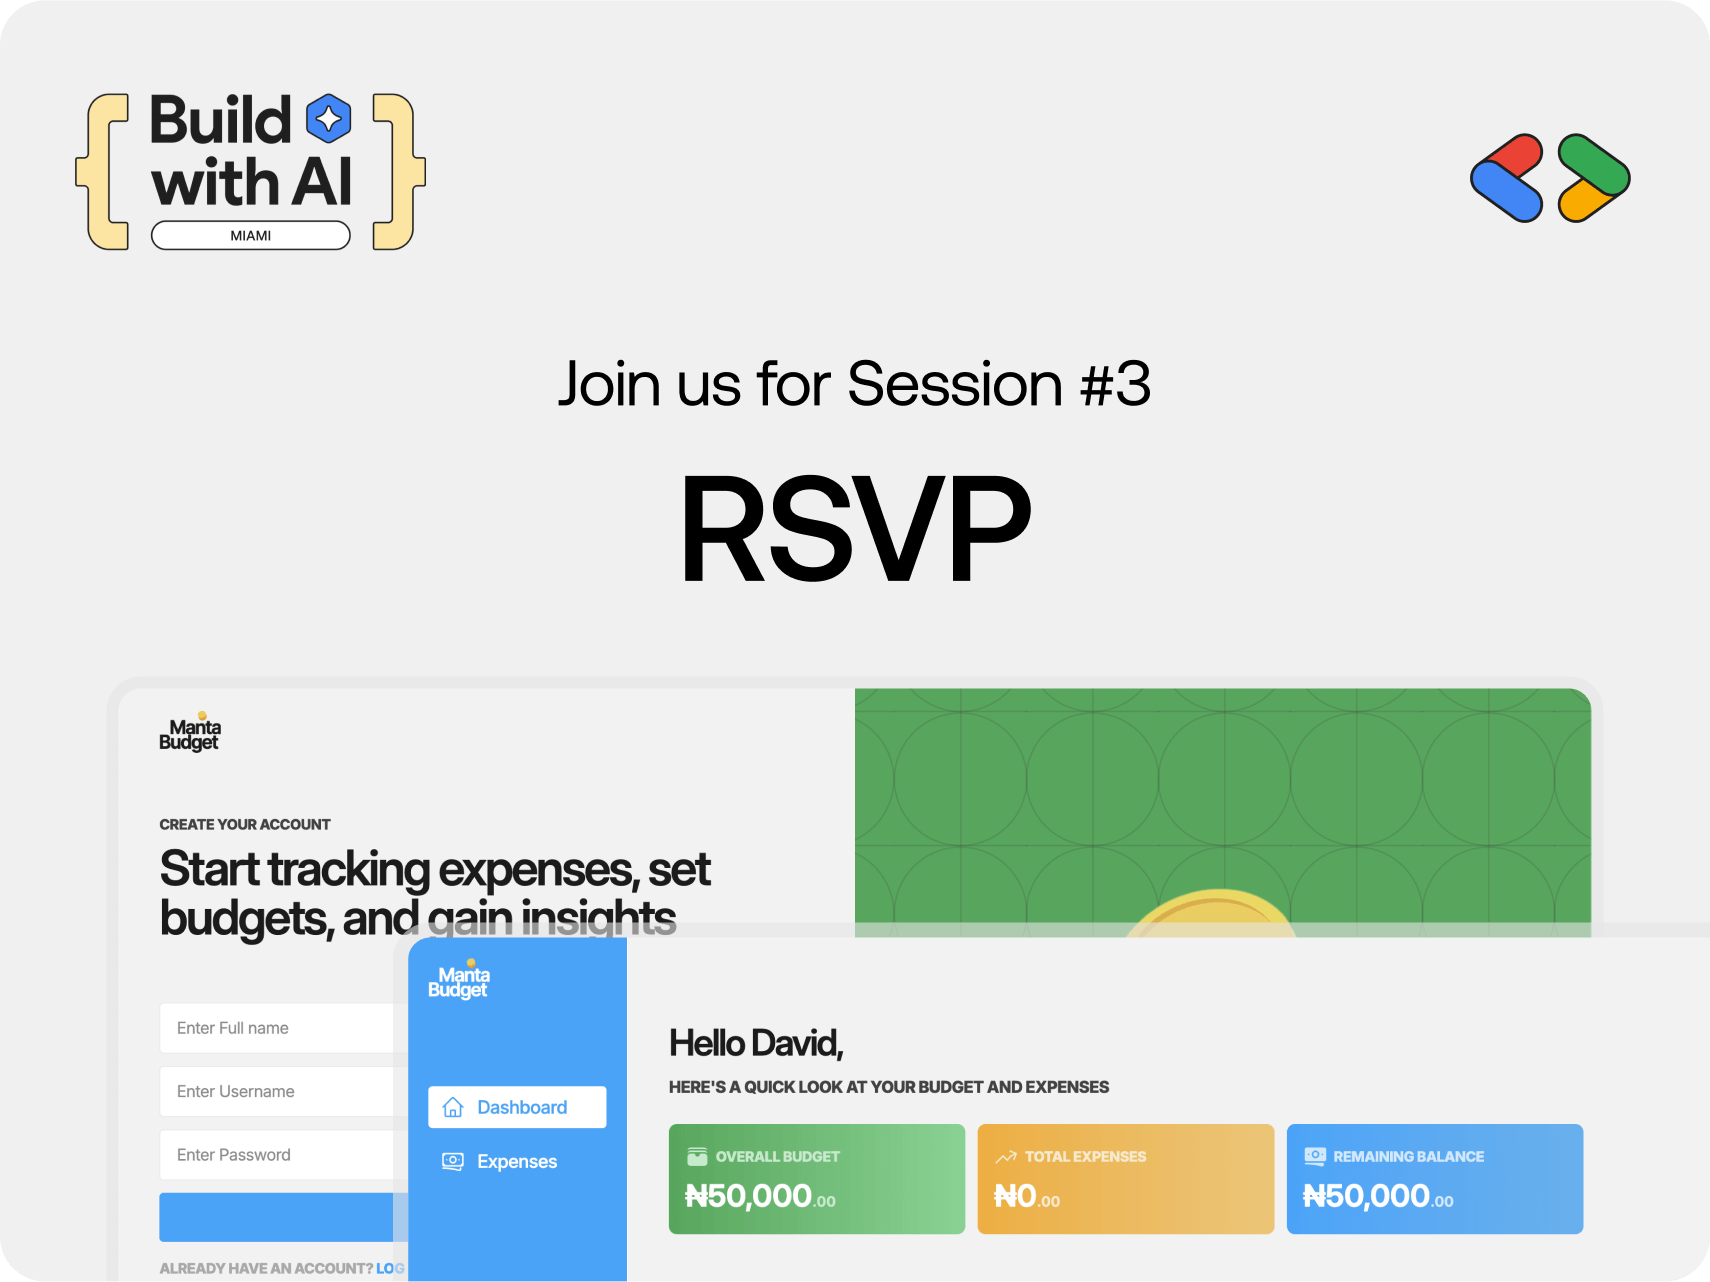 Build
with AI
MIAMI
Join us for Session #3
RSVP
Manta
Budget
CREATE YOUR ACCOUNT
Start tracking expenses, set
budgets, and gain insights
Enter Full name
Enter Username
Enter Password
ALREADY HAVE AN ACCOUNT? LOG
Manta
Budget
Dashboard
Expenses
Hello David,
HERE'S A QUICK LOOK AT YOUR BUDGET AND EXPENSES
OVERALL BUDGET
₦50,000.00
TOTAL EXPENSES
₦0.00
REMAINING BALANCE
₦50,000.00